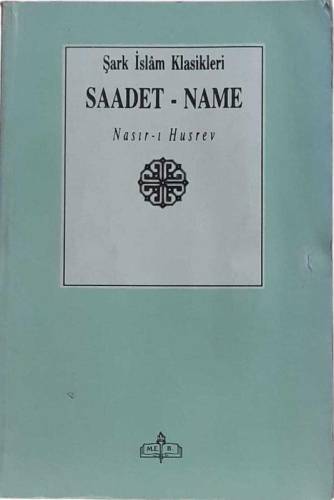 Şark İslâm Klasikleri
SAADET - NAME
Nasır-ı Husrev
M.E. B.